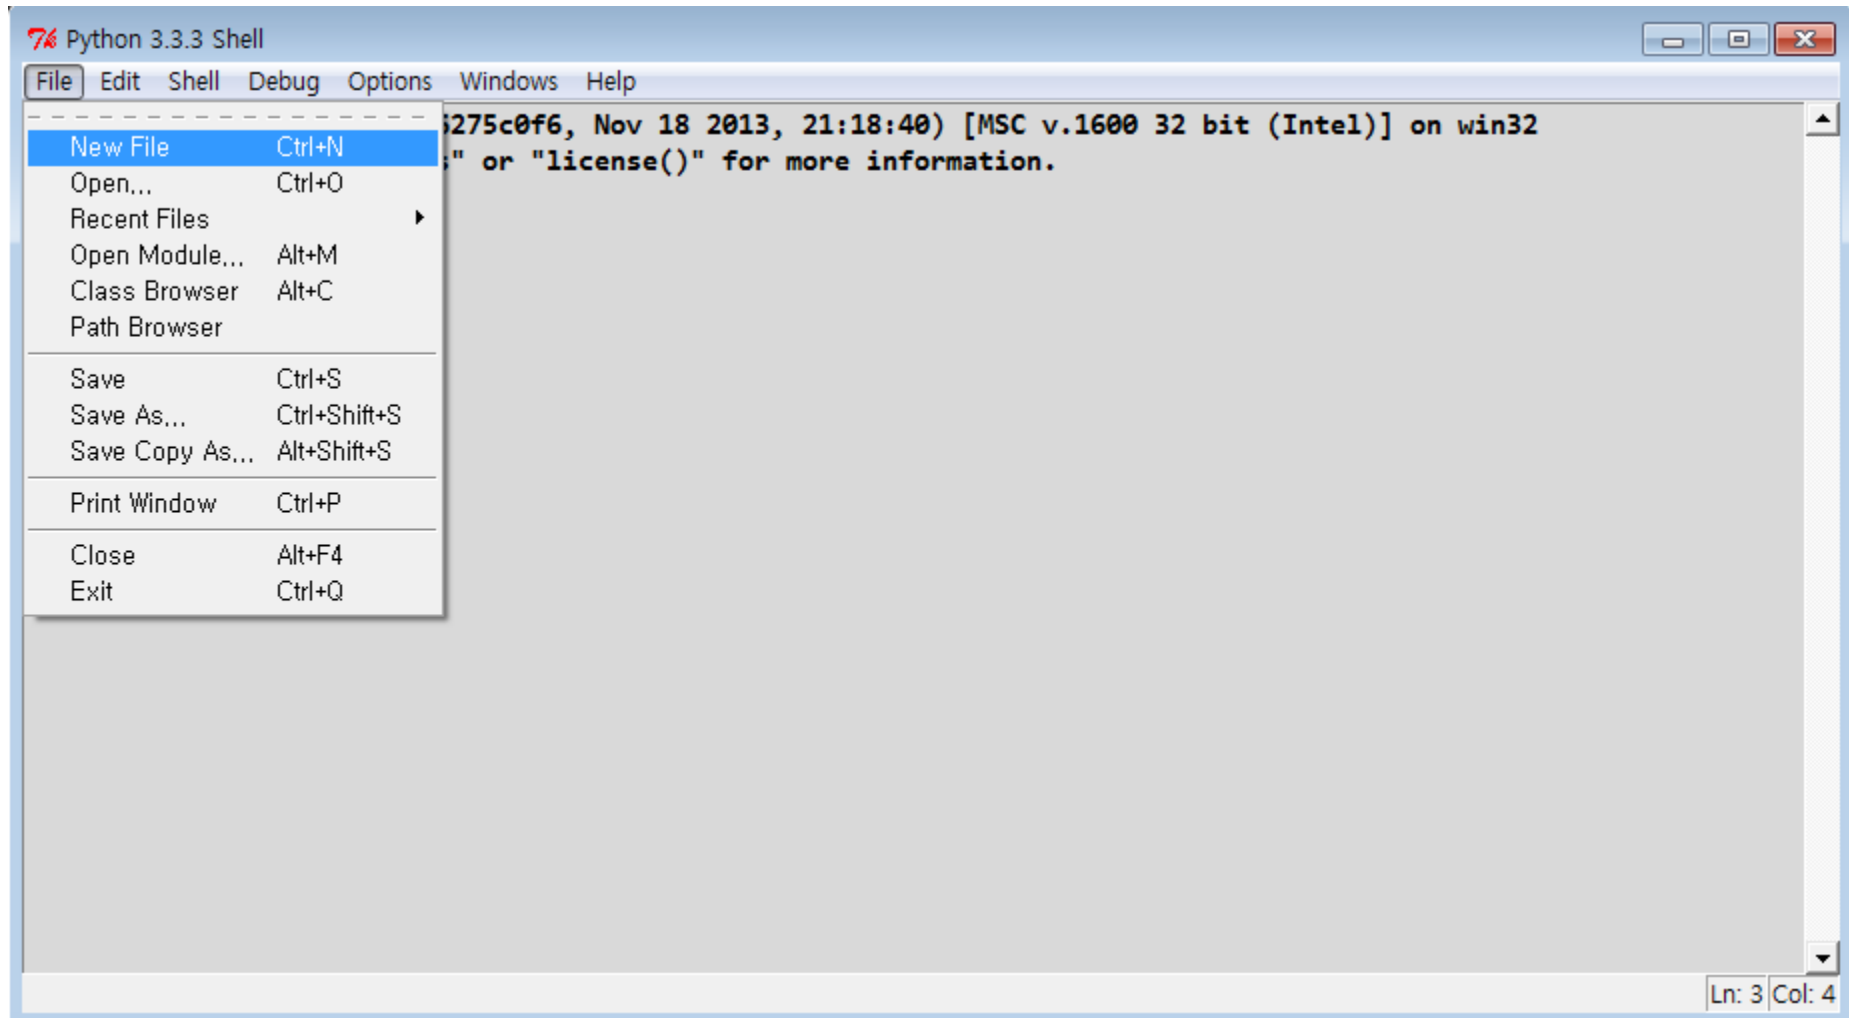 Python 3.3.3 Shell
File Edit Shell Debug Options Windows Help
275c0f6, Nov 18 2013, 21:18:40) [MSC v.1600 32 bit (Intel)] on win32
" or "license()" for more information.
New File Ctrl+N
Open... Ctrl+O
Recent Files
Open Module... Alt+M
Class Browser Alt+C
Path Browser
Save Ctrl+S
Save As... Ctrl+Shift+S
Save Copy As... Alt+Shift+S
Print Window Ctrl+P
Close Alt+F4
Exit Ctrl+Q
Ln: 3 Col: 4